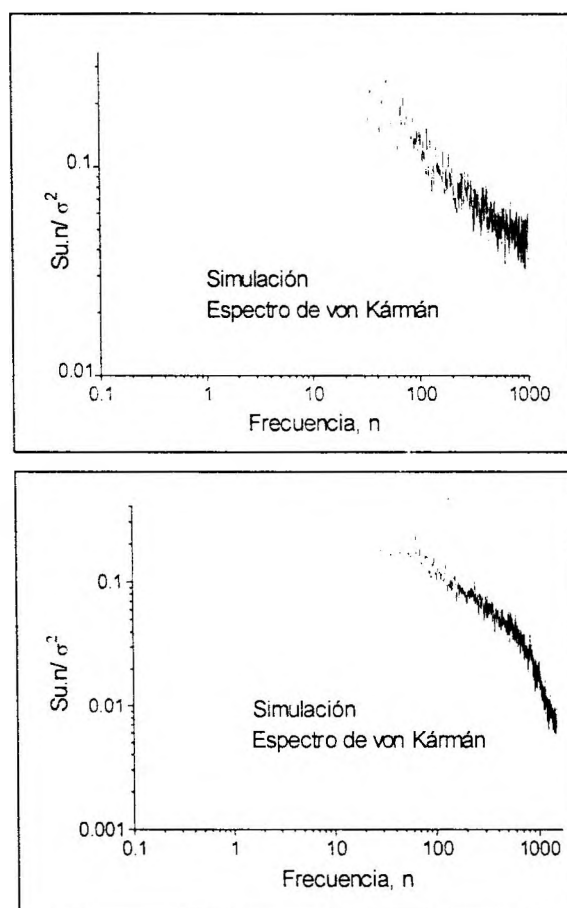 Su.n/ σ²
0.1
0.01
Simulación
Espectro de von Kármán
0.1
1
10
100
1000
Frecuencia, n
Su.n/ σ²
0.1
0.01
0.001
Simulación
Espectro de von Kármán
0.1
1
10
100
1000
Frecuencia, n